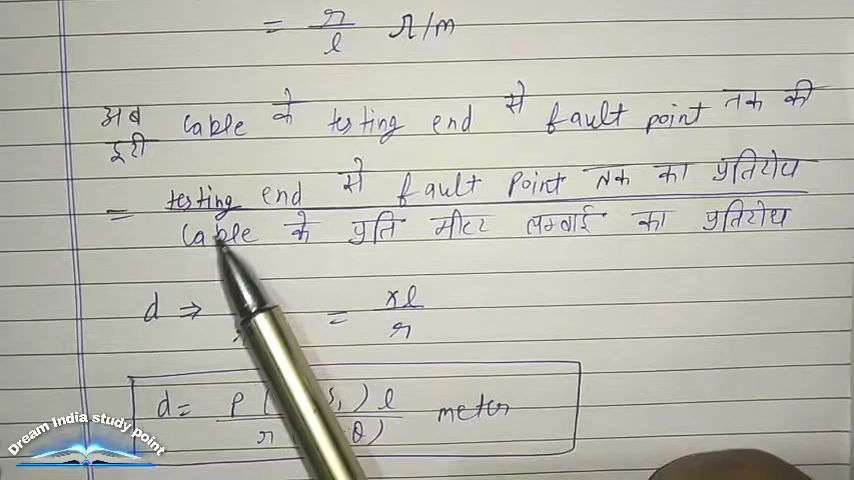 = r/l Ω/m
अब cable के testing end से fault point तक की
दूरी
= testing end से fault Point तक का प्रतिरोध
cable के प्रति मीटर लम्बाई का प्रतिरोध
d ⇒ = xl/r
d = P ( S₁ ) l / r θ) meter
Dream India study point